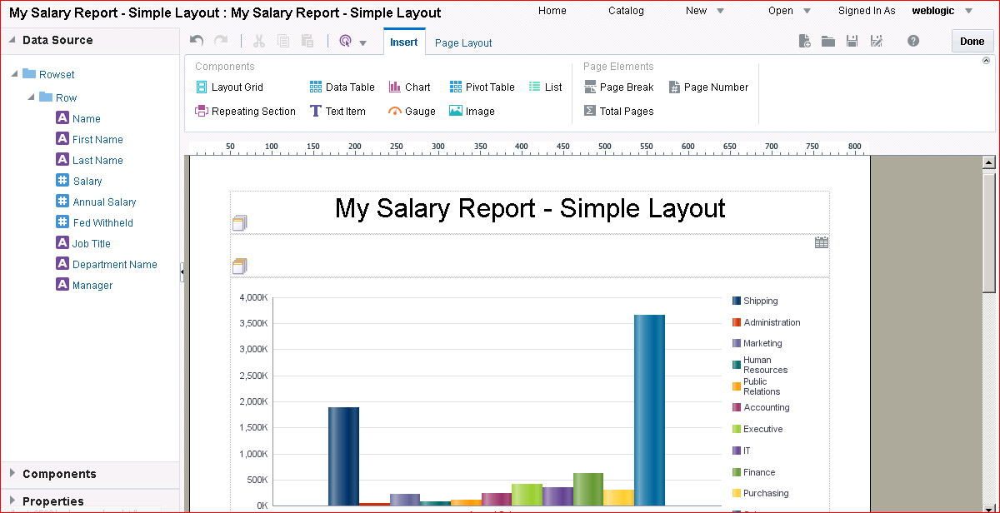 My Salary Report - Simple Layout : My Salary Report - Simple Layout
Home Catalog New Open Signed In As weblogic
Data Source
Insert Page Layout
Done
Rowset
Row
Name
First Name
Last Name
Salary
Annual Salary
Fed Withheld
Job Title
Department Name
Manager
Components
Properties
Components
Layout Grid Data Table Chart Pivot Table List
Repeating Section Text Item Gauge Image
Page Elements
Page Break Page Number
Total Pages
50 100 150 200 250 300 350 400 450 500 550 600 650 700 750 800
My Salary Report - Simple Layout
4,000K
3,500K
3,000K
2,500K
2,000K
1,500K
1,000K
500K
0K
Shipping
Administration
Marketing
Human
Resources
Public
Relations
Accounting
Executive
IT
Finance
Purchasing